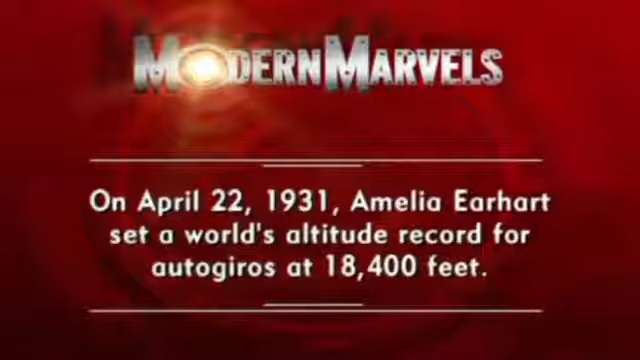 MODERN MARVELS
On April 22, 1931, Amelia Earhart
set a world's altitude record for
autogiros at 18,400 feet.